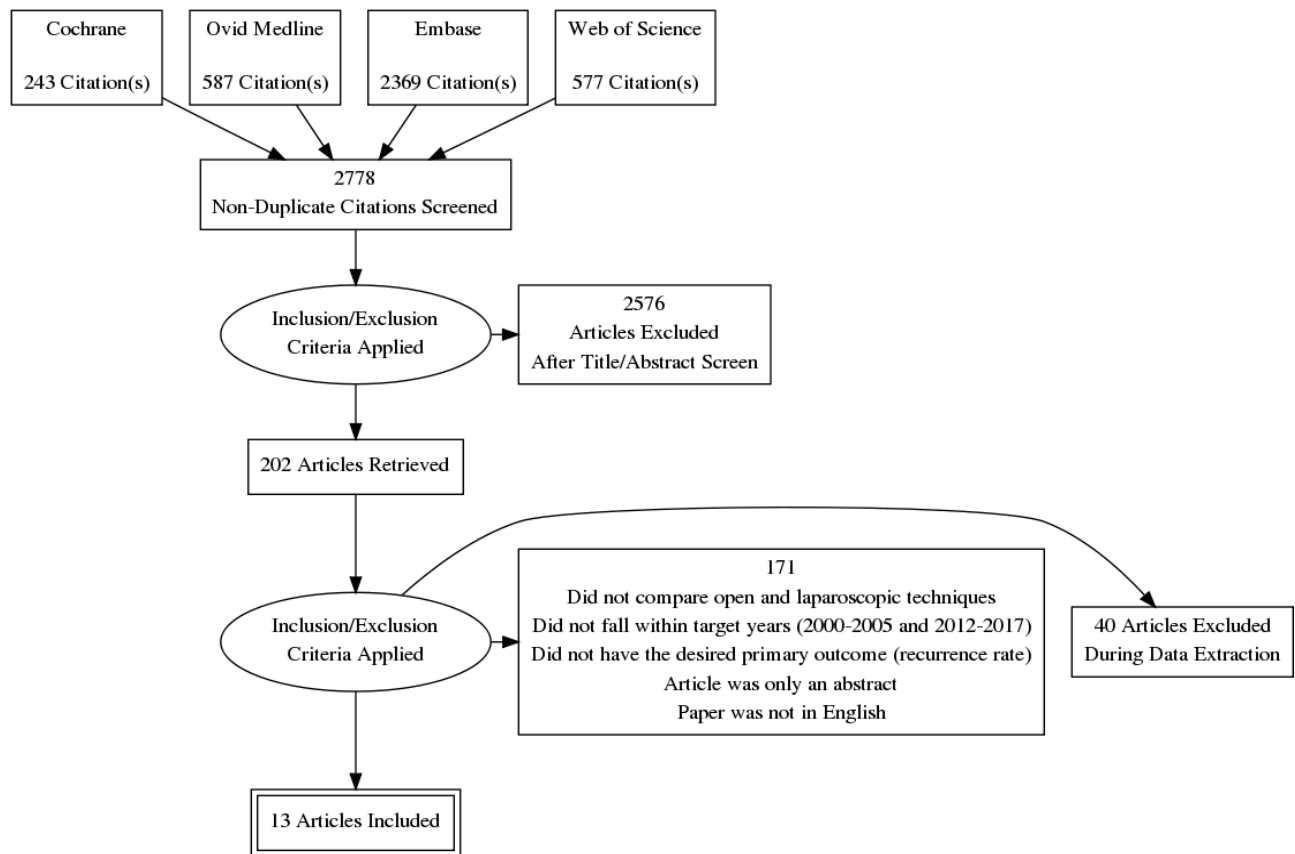 Cochrane
243 Citation(s)
Ovid Medline
587 Citation(s)
Embase
2369 Citation(s)
Web of Science
577 Citation(s)
2778
Non-Duplicate Citations Screened
Inclusion/Exclusion
Criteria Applied
2576
Articles Excluded
After Title/Abstract Screen
202 Articles Retrieved
Inclusion/Exclusion
Criteria Applied
171
Did not compare open and laparoscopic techniques
Did not fall within target years (2000-2005 and 2012-2017)
Did not have the desired primary outcome (recurrence rate)
Article was only an abstract
Paper was not in English
40 Articles Excluded
During Data Extraction
13 Articles Included